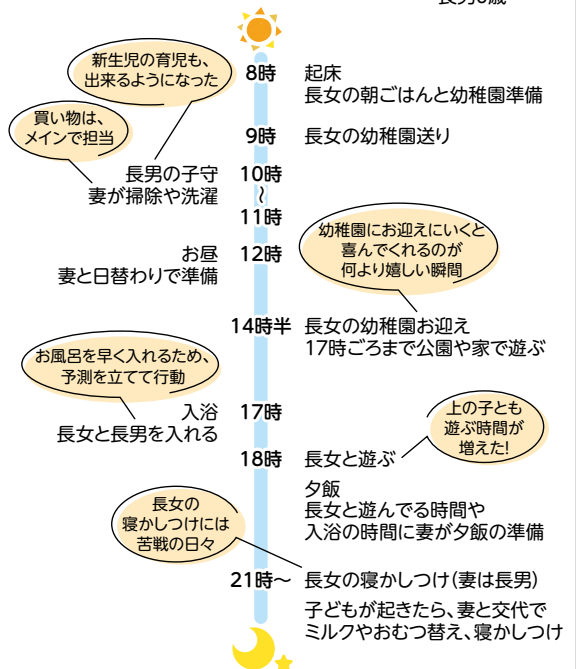 新生児の育児も、
出来るようになった
8時
起床
長女の朝ごはんと幼稚園準備
買い物は、
メインで担当
9時
長女の幼稚園送り
長男の子守
妻が掃除や洗濯
10時
〜
11時
幼稚園にお迎えにいくと
喜んでくれるのが
何より嬉しい瞬間
お昼
妻と日替わりで準備
12時
14時半
長女の幼稚園お迎え
17時ごろまで公園や家で遊ぶ
お風呂を早く入れるため、
予測を立てて行動
入浴
長女と長男を入れる
17時
上の子とも
遊ぶ時間が
増えた!
18時
長女と遊ぶ
夕飯
長女と遊んでる時間や
入浴の時間に妻が夕飯の準備
長女の
寝かしつけには
苦戦の日々
21時〜
長女の寝かしつけ(妻は長男)
子どもが起きたら、妻と交代で
ミルクやおむつ替え、寝かしつけ